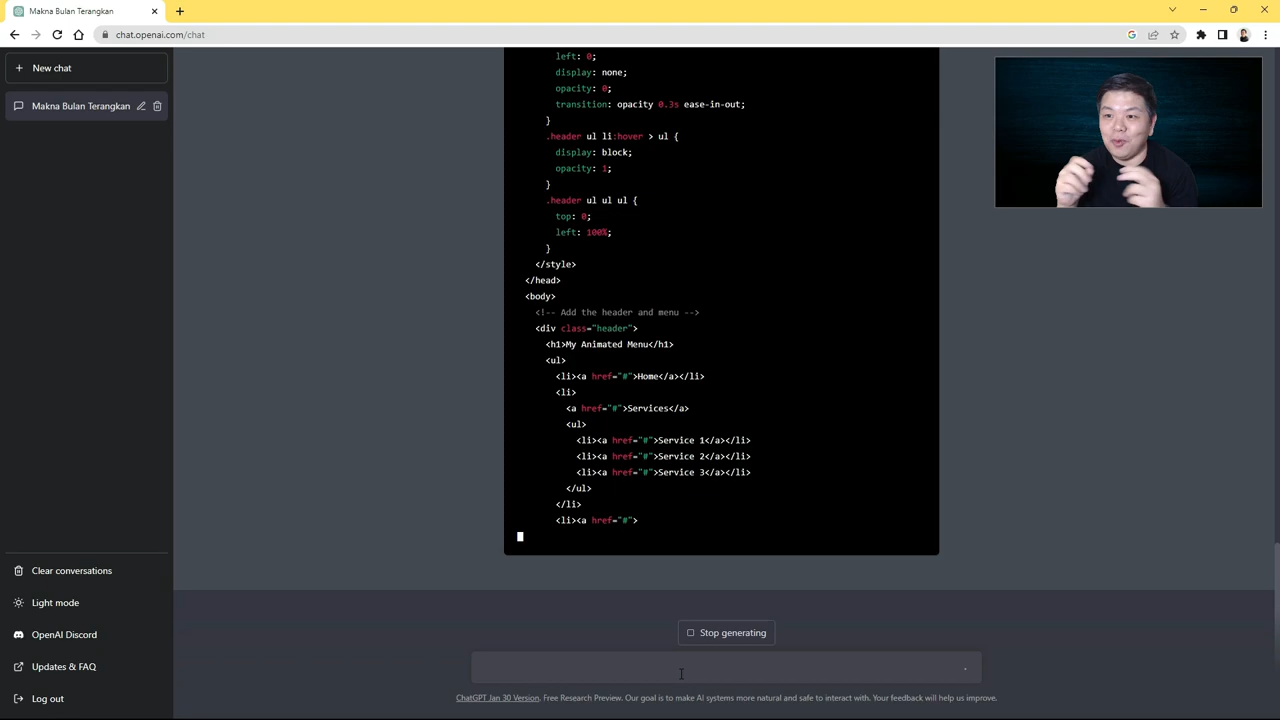 Makna Bulan Terangkan
chat.openai.com/chat
New chat
Makna Bulan Terangkan
left: 0;
display: none;
opacity: 0;
transition: opacity 0.3s ease-in-out;
}
.header ul li:hover > ul {
display: block;
opacity: 1;
}
.header ul ul ul {
top: 0;
left: 100%;
}
</style>
</head>
<body>
<!-- Add the header and menu -->
<div class="header">
<h1>My Animated Menu</h1>
<ul>
<li><a href="#">Home</a></li>
<li>
<a href="#">Services</a>
<ul>
<li><a href="#">Service 1</a></li>
<li><a href="#">Service 2</a></li>
<li><a href="#">Service 3</a></li>
</ul>
</li>
<li><a href="#">
Clear conversations
Light mode
OpenAI Discord
Updates & FAQ
Log out
Stop generating
ChatGPT Jan 30 Version. Free Research Preview. Our goal is to make AI systems more natural and safe to interact with. Your feedback will help us improve.